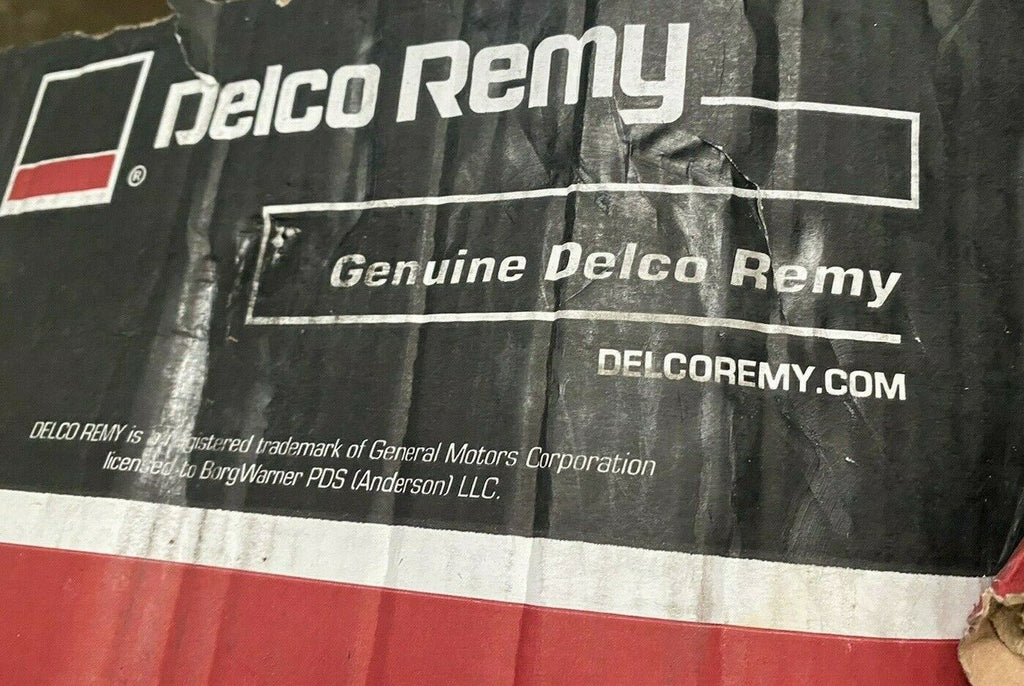 Delco Remy
®
Genuine Delco Remy
DELCOREMY.COM
DELCO REMY is a registered trademark of General Motors Corporation
licensed to BorgWarner PDS (Anderson) LLC.